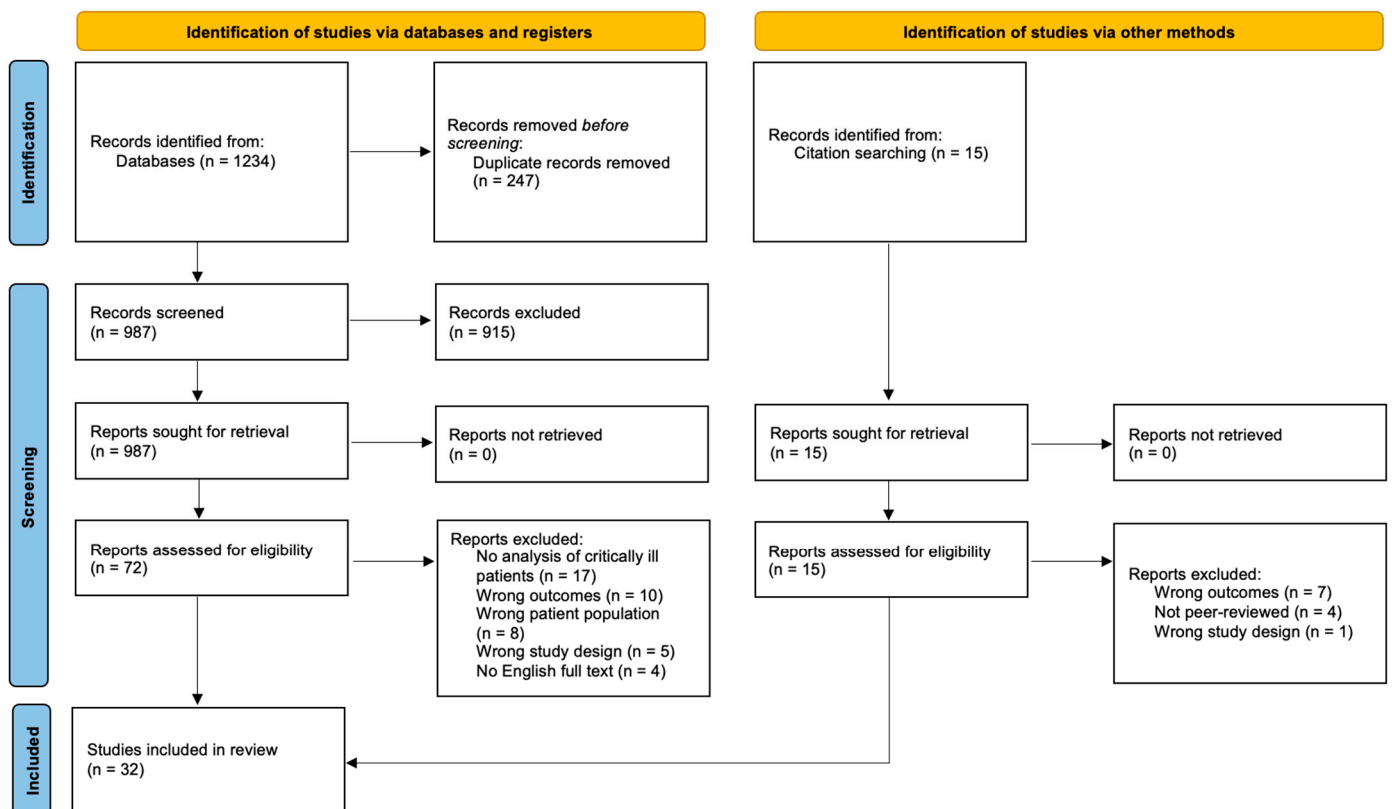 Identification of studies via databases and registers
Identification of studies via other methods
Identification
Records identified from:
Databases (n = 1234)
Records removed before
screening:
Duplicate records removed
(n = 247)
Records identified from:
Citation searching (n = 15)
Screening
Records screened
(n = 987)
Records excluded
(n = 915)
Reports sought for retrieval
(n = 987)
Reports not retrieved
(n = 0)
Reports sought for retrieval
(n = 15)
Reports not retrieved
(n = 0)
Reports assessed for eligibility
(n = 72)
Reports excluded:
No analysis of critically ill
patients (n = 17)
Wrong outcomes (n = 10)
Wrong patient population
(n = 8)
Wrong study design (n = 5)
No English full text (n = 4)
Reports assessed for eligibility
(n = 15)
Reports excluded:
Wrong outcomes (n = 7)
Not peer-reviewed (n = 4)
Wrong study design (n = 1)
Included
Studies included in review
(n = 32)